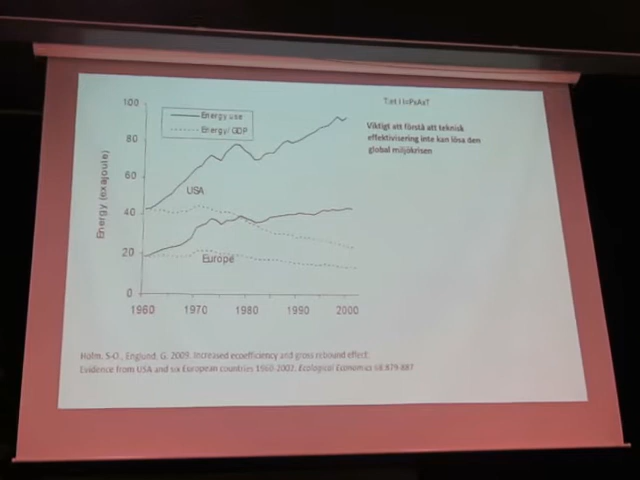 T:et i I=PxAxT
Viktigt att förstå att teknisk
effektivisering inte kan lösa den
global miljökrisen
100
80
60
40
20
0
Energy (exajoule)
Energy use
Energy/GDP
USA
Europe
1960 1970 1980 1990 2000
Holm, S-O., Englund, G. 2009. Increased ecoefficiency and gross rebound effect:
Evidence from USA and six European countries 1960-2002. Ecological Economics 68:879-887